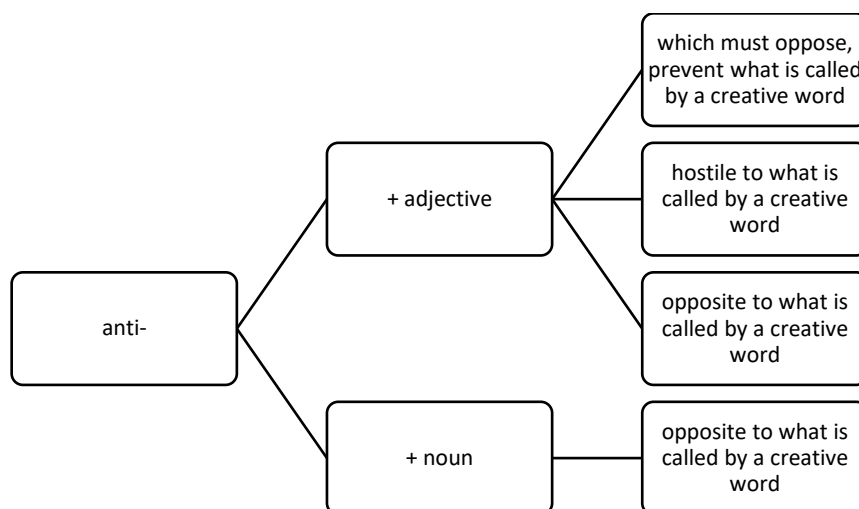 which must oppose,
prevent what is called
by a creative word
+ adjective
hostile to what is
called by a creative
word
anti-
opposite to what is
called by a creative
word
+ noun
opposite to what is
called by a creative
word